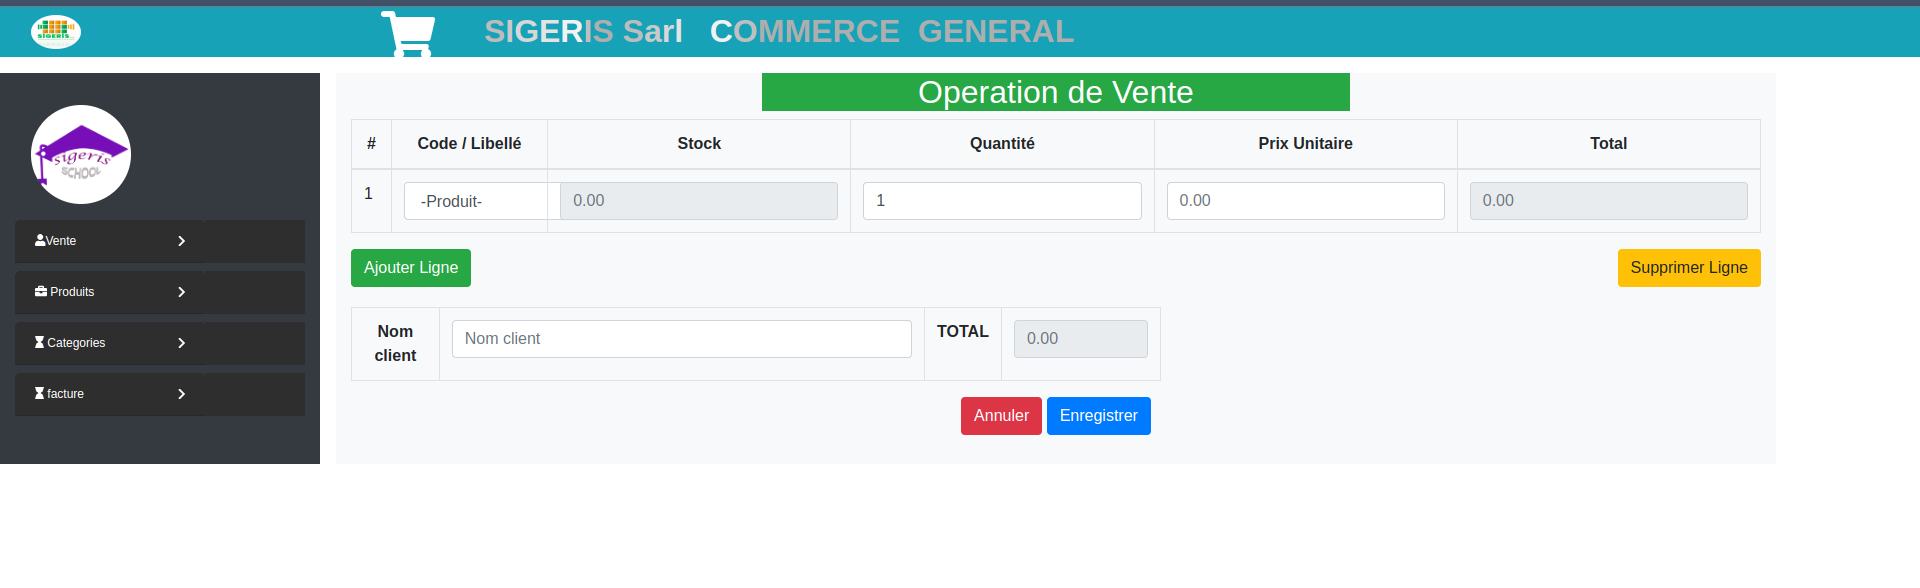 SIGERIS
SIGERIS Sarl COMMERCE GENERAL
sigeris
SCHOOL
Vente
Produits
Categories
facture
Operation de Vente
# Code / Libellé Stock Quantité Prix Unitaire Total
1 -Produit- 0.00 1 0.00 0.00
Ajouter Ligne Supprimer Ligne
Nom client Nom client TOTAL 0.00
Annuler Enregistrer